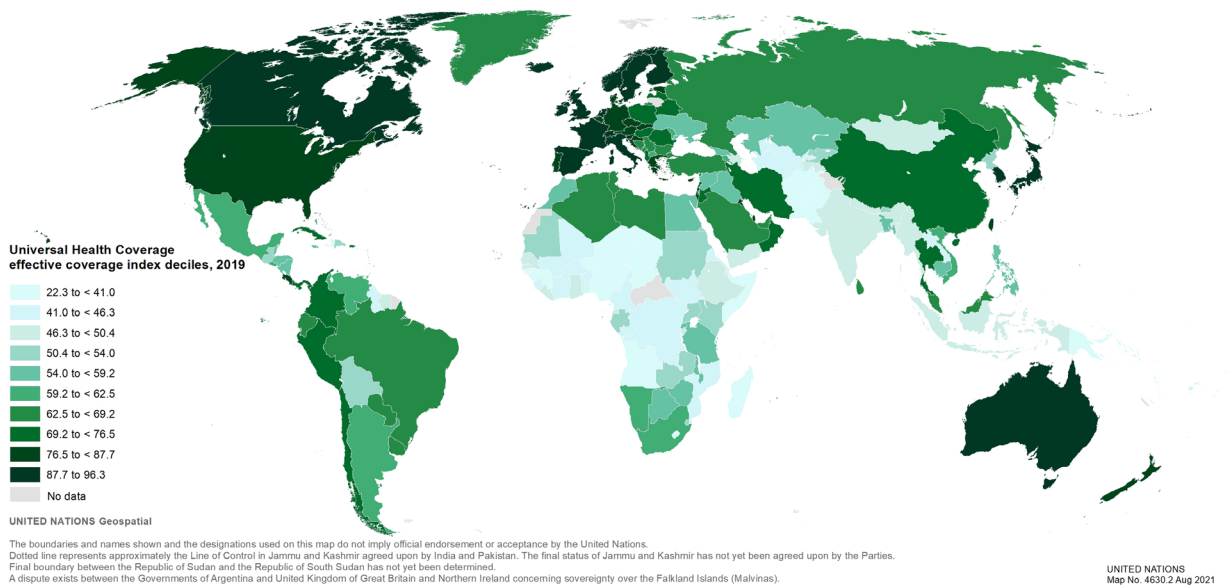 Universal Health Coverage
effective coverage index deciles, 2019
22.3 to < 41.0
41.0 to < 46.3
46.3 to < 50.4
50.4 to < 54.0
54.0 to < 59.2
59.2 to < 62.5
62.5 to < 69.2
69.2 to < 76.5
76.5 to < 87.7
87.7 to 96.3
No data
UNITED NATIONS Geospatial
The boundaries and names shown and the designations used on this map do not imply official endorsement or acceptance by the United Nations.
Dotted line represents approximately the Line of Control in Jammu and Kashmir agreed upon by India and Pakistan. The final status of Jammu and Kashmir has not yet been agreed upon by the Parties.
Final boundary between the Republic of Sudan and the Republic of South Sudan has not yet been determined.
A dispute exists between the Governments of Argentina and United Kingdom of Great Britain and Northern Ireland concerning sovereignty over the Falkland Islands (Malvinas).
UNITED NATIONS
Map No. 4630.2 Aug 2021